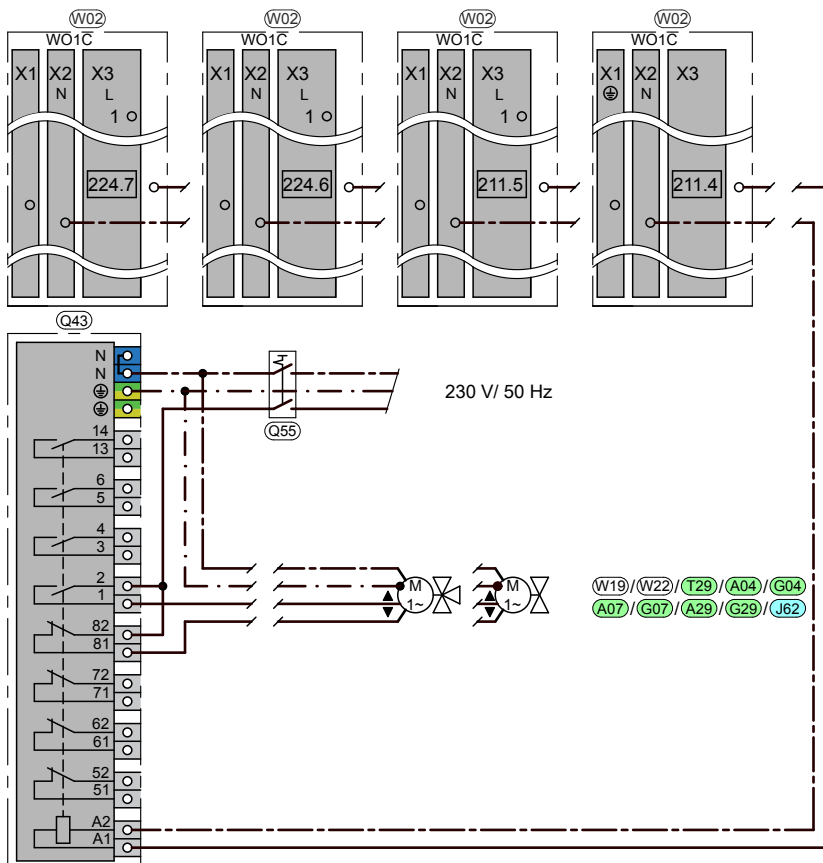 W02 W02 W02 W02
WO1C WO1C WO1C WO1C
X1 X2 X3 X1 X2 X3 X1 X2 X3 X1 X2 X3
N L N L N L N
1 1 1
224.7 224.6 211.5 211.4
Q43
N
N
230 V/ 50 Hz
Q55
14
13
6
5
4
3
2
1
M M
1~ 1~
W19/W22/T29/A04/G04
A07/G07/A29/G29/J62
82
81
72
71
62
61
52
51
A2
A1